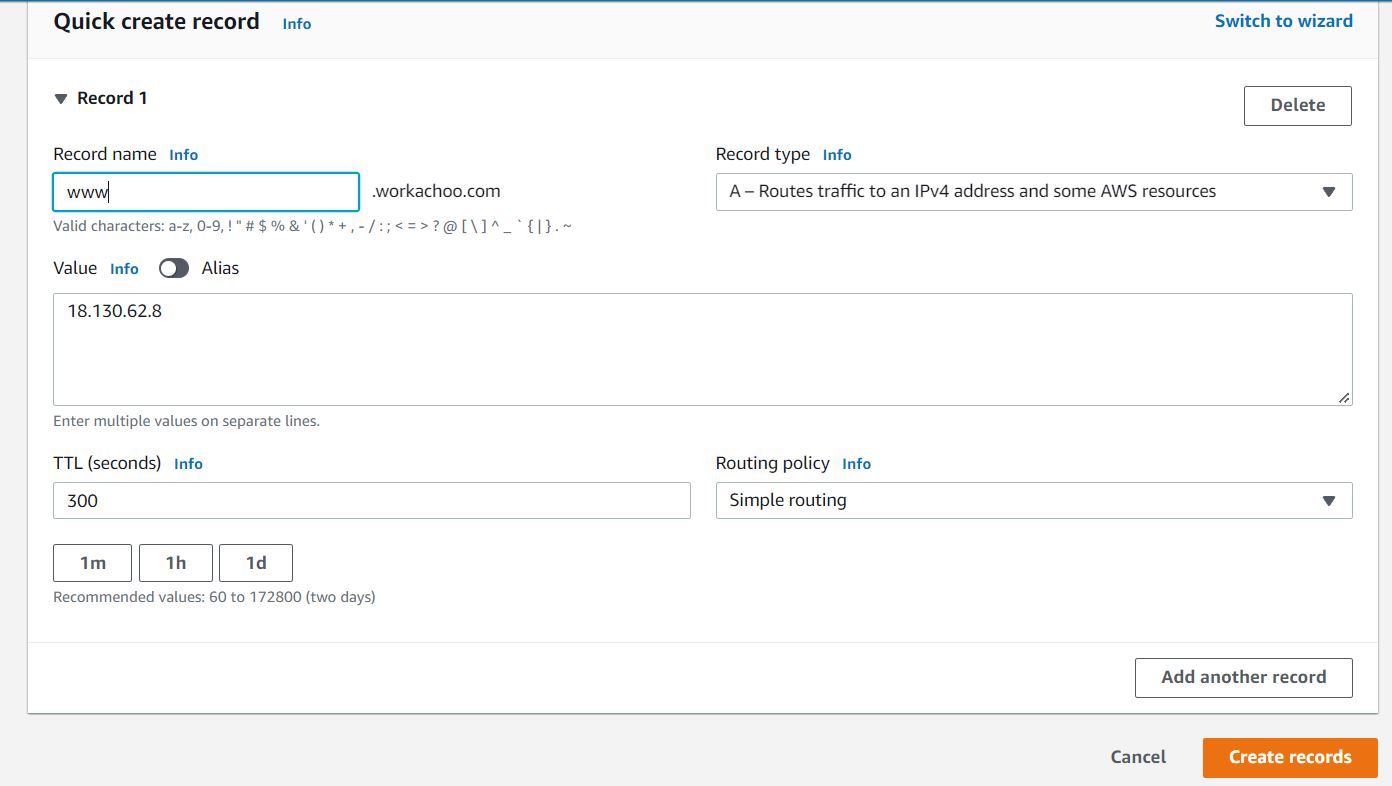 Quick create record Info Switch to wizard
Record 1
Delete
Record name Info Record type Info
www .workachoo.com A – Routes traffic to an IPv4 address and some AWS resources
Valid characters: a-z, 0-9, ! " # $ % & ' ( ) * + , - / : ; < = > ? @ [ \ ] ^ _ ` { | } . ~
Value Info Alias
18.130.62.8
Enter multiple values on separate lines.
TTL (seconds) Info Routing policy Info
300 Simple routing
1m 1h 1d
Recommended values: 60 to 172800 (two days)
Add another record
Cancel Create records